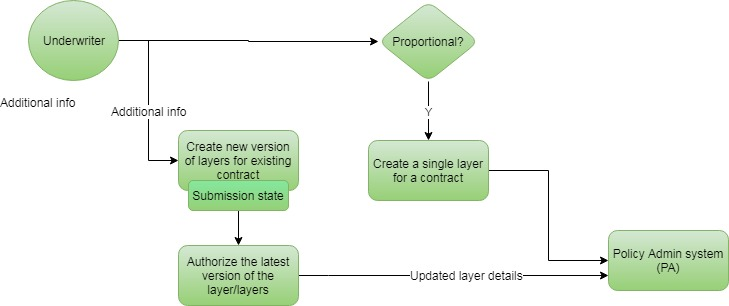 Underwriter
Proportional?
Additional info
Additional info
Y
Create new version
of layers for existing
contract
Submission state
Create a single layer
for a contract
Authorize the latest
version of the
layer/layers
Updated layer details
Policy Admin system
(PA)